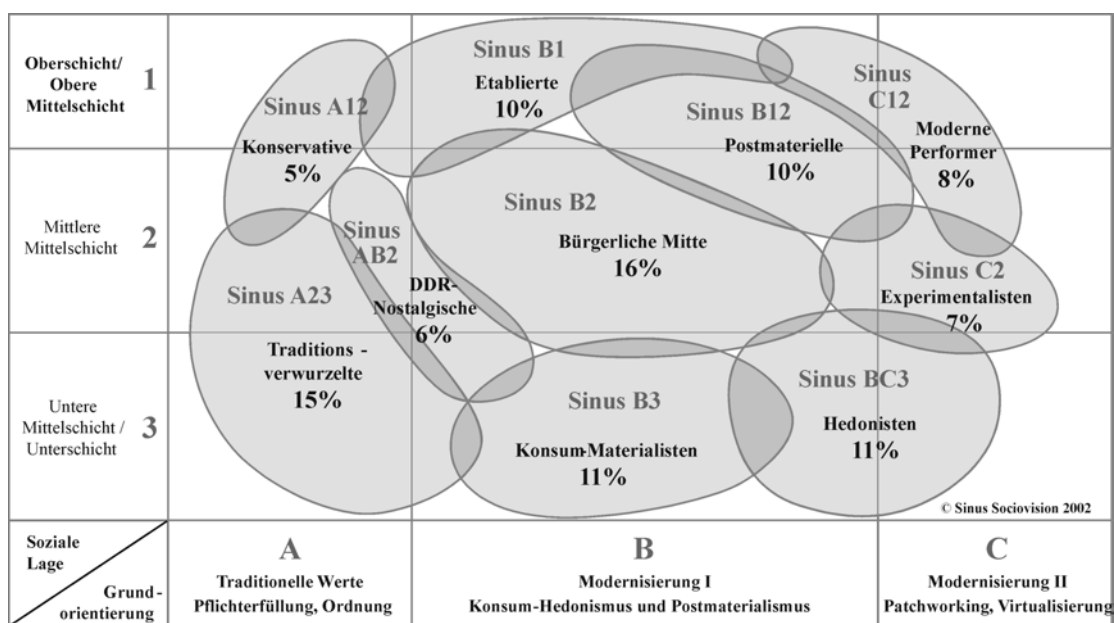 Oberschicht/
Obere
Mittelschicht
1
Mittlere
Mittelschicht
2
Untere
Mittelschicht /
Unterschicht
3
Sinus A12
Konservative
5%
Sinus B1
Etablierte
10%
Sinus B12
Postmaterielle
10%
Sinus
C12
Moderne
Performer
8%
Sinus A23
Traditions -
verwurzelte
15%
Sinus
AB2
DDR-
Nostalgische
6%
Sinus B2
Bürgerliche Mitte
16%
Sinus C2
Experimentalisten
7%
Sinus B3
Konsum-Materialisten
11%
Sinus BC3
Hedonisten
11%
© Sinus Sociovision 2002
Soziale
Lage
Grund-
orientierung
A
Traditionelle Werte
Pflichterfüllung, Ordnung
B
Modernisierung I
Konsum-Hedonismus und Postmaterialismus
C
Modernisierung II
Patchworking, Virtualisierung